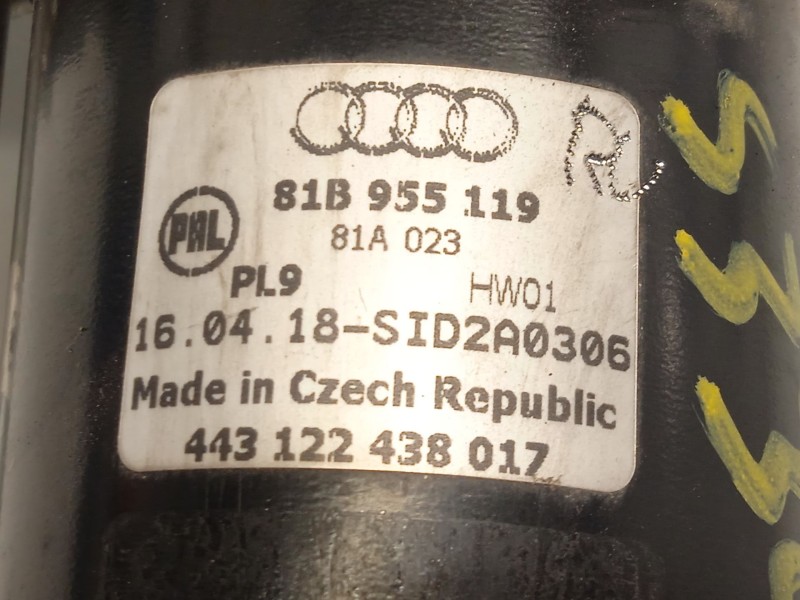 R
81B 955 119
81A 023
PAL
PL9 HW01
16.04.18-SID2A0306
Made in Czech Republic
443 122 438 017